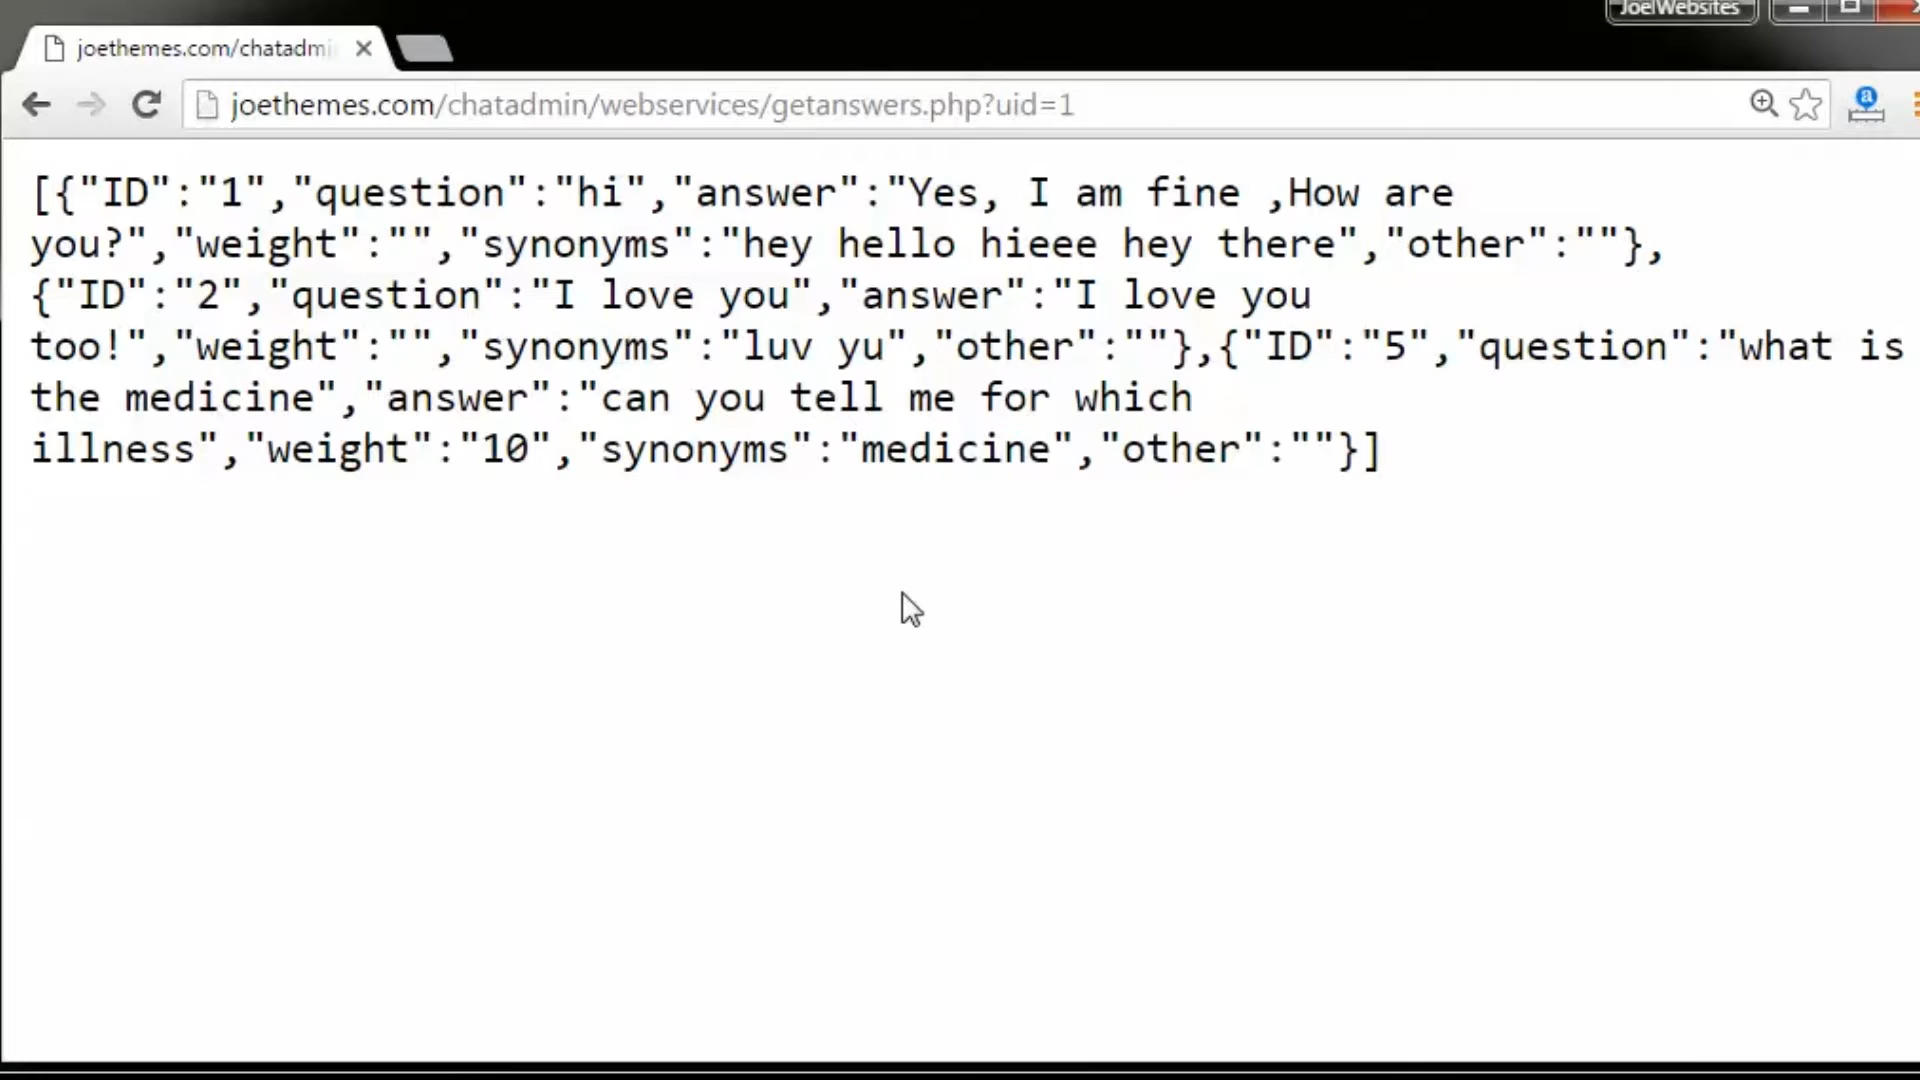 JoelWebsites
joethemes.com/chatadmi
joethemes.com/chatadmin/webservices/getanswers.php?uid=1
a
[{"ID":"1","question":"hi","answer":"Yes, I am fine ,How are
you?","weight":"","synonyms":"hey hello hieee hey there","other":""},
{"ID":"2","question":"I love you","answer":"I love you
too!","weight":"","synonyms":"luv yu","other":""},{"ID":"5","question":"what is
the medicine","answer":"can you tell me for which
illness","weight":"10","synonyms":"medicine","other":""}]